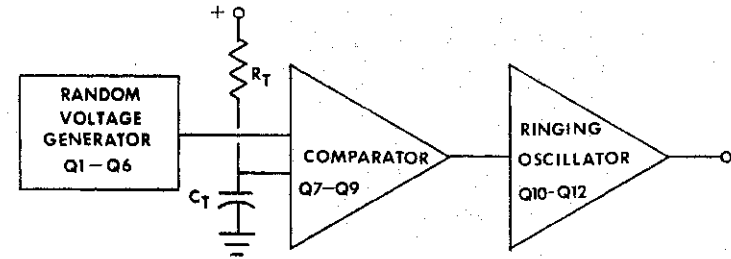 +
R_T
RANDOM
VOLTAGE
GENERATOR
Q1–Q6
COMPARATOR
Q7–Q9
C_T
RINGING
OSCILLATOR
Q10-Q12